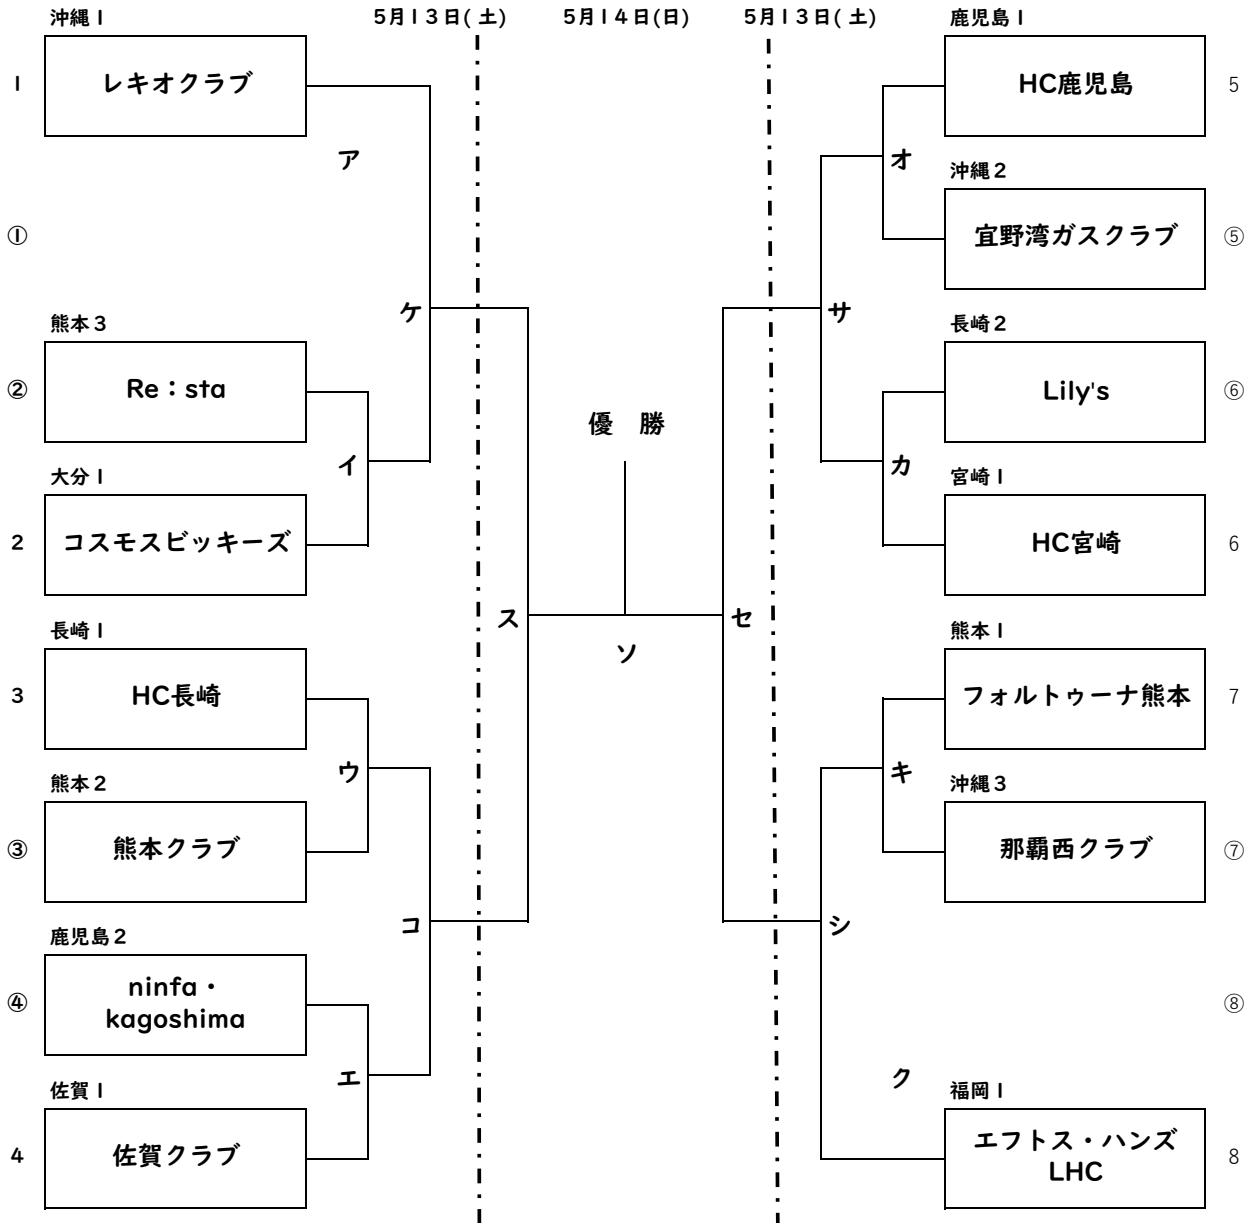 沖縄1
5月13日(土)
5月14日(日)
5月13日(土)
鹿児島1
1
レキオクラブ
HC鹿児島
5
ア
オ
沖縄2
①
宜野湾ガスクラブ
⑤
ケ
サ
熊本3
長崎2
②
Re：sta
Lily's
⑥
優　勝
大分1
イ
カ
宮崎1
2
コスモスビッキーズ
HC宮崎
6
長崎1
ス
セ
熊本1
ソ
3
HC長崎
フォルトゥーナ熊本
7
熊本2
ウ
キ
沖縄3
③
熊本クラブ
那覇西クラブ
⑦
鹿児島2
コ
シ
④
ninfa・
kagoshima
⑧
佐賀1
エ
ク
福岡1
4
佐賀クラブ
エフトス・ハンズ
LHC
8